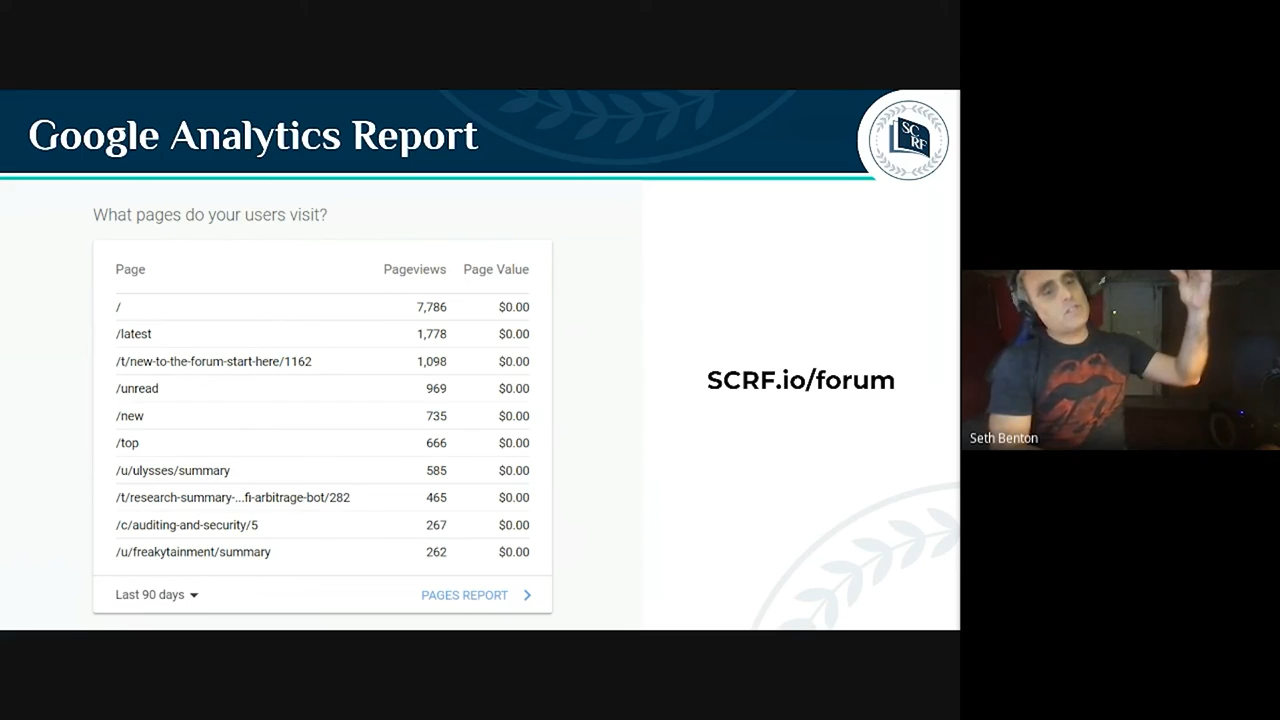 Google Analytics Report
SC
RF
What pages do your users visit?
Page Pageviews Page Value
/ 7,786 $0.00
/latest 1,778 $0.00
/t/new-to-the-forum-start-here/1162 1,098 $0.00
/unread 969 $0.00
/new 735 $0.00
/top 666 $0.00
/u/ulysses/summary 585 $0.00
/t/research-summary-...fi-arbitrage-bot/282 465 $0.00
/c/auditing-and-security/5 267 $0.00
/u/freakytainment/summary 262 $0.00
Last 90 days PAGES REPORT
SCRF.io/forum
Seth Benton